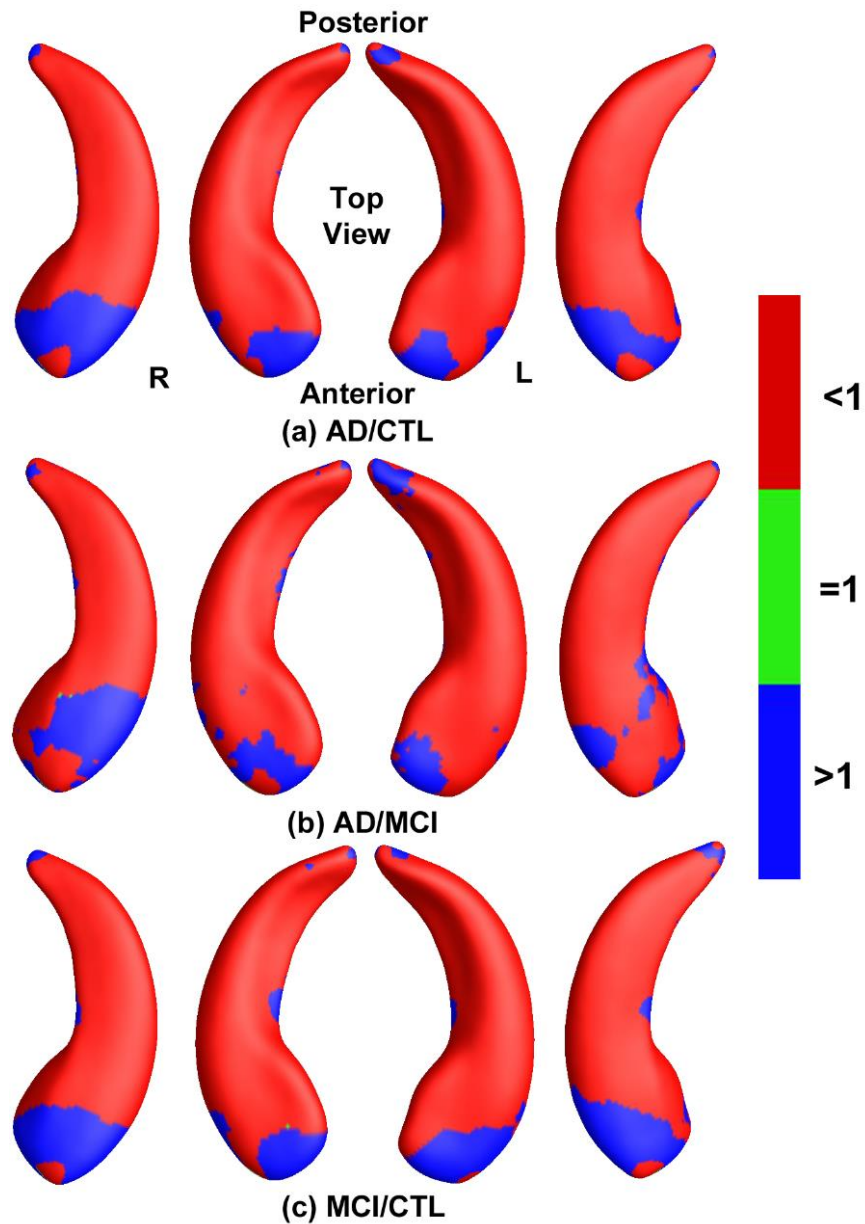 Posterior
Top
View
R
L
Anterior
(a) AD/CTL
<1
=1
>1
(b) AD/MCI
(c) MCI/CTL